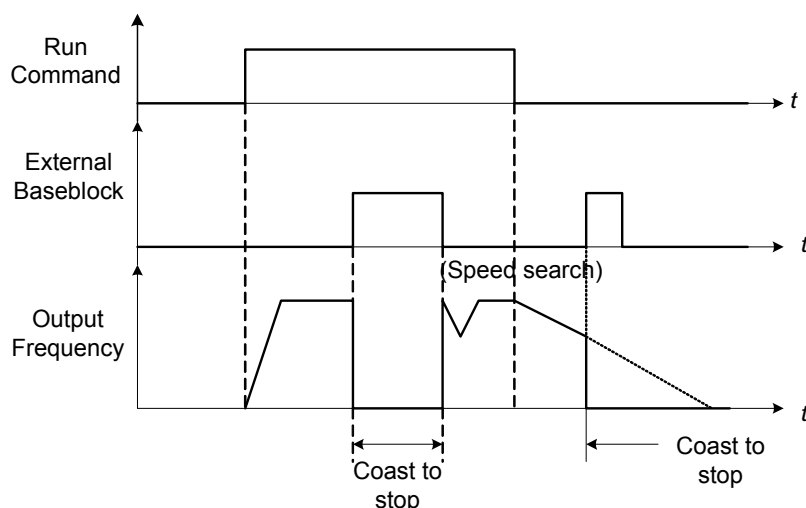 Run
Command
t
External
Baseblock
t
(Speed search)
Output
Frequency
t
Coast to
stop
Coast to
stop